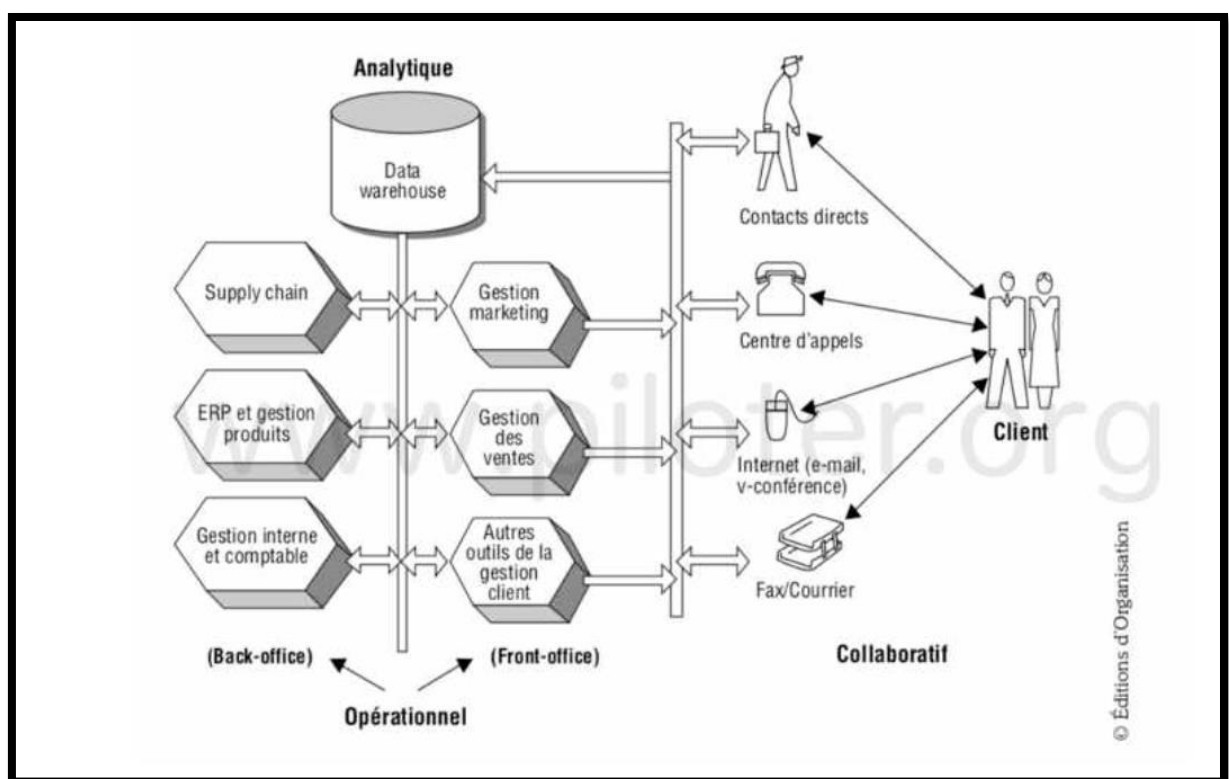 Analytique
Data
warehouse
Contacts directs
Supply chain
Gestion
marketing
Centre d'appels
ERP et gestion
produits
Gestion
des
ventes
Internet (e-mail,
v-conférence)
Client
Gestion interne
et comptable
Autres
outils de la
gestion
client
Fax/Courrier
(Back-office)
(Front-office)
Collaboratif
Opérationnel
© Éditions d'Organisation
www.piloter.org